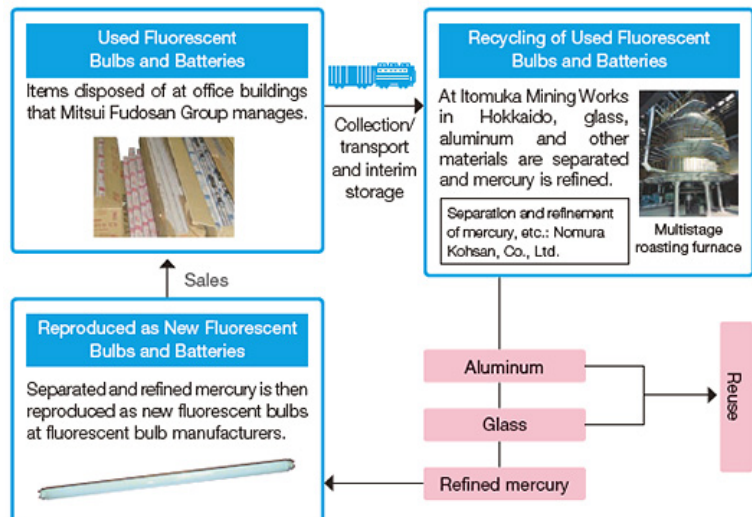 Used Fluorescent
Bulbs and Batteries
Items disposed of at office buildings
that Mitsui Fudosan Group manages.
Collection/
transport
and interim
storage
Recycling of Used Fluorescent
Bulbs and Batteries
At Itomuka Mining Works
in Hokkaido, glass,
aluminum and other
materials are separated
and mercury is refined.
Separation and refinement
of mercury, etc.: Nomura
Kohsan, Co., Ltd.
Multistage
roasting furnace
Sales
Reproduced as New Fluorescent
Bulbs and Batteries
Separated and refined mercury is then
reproduced as new fluorescent bulbs
at fluorescent bulb manufacturers.
Aluminum
Glass
Refined mercury
Reuse